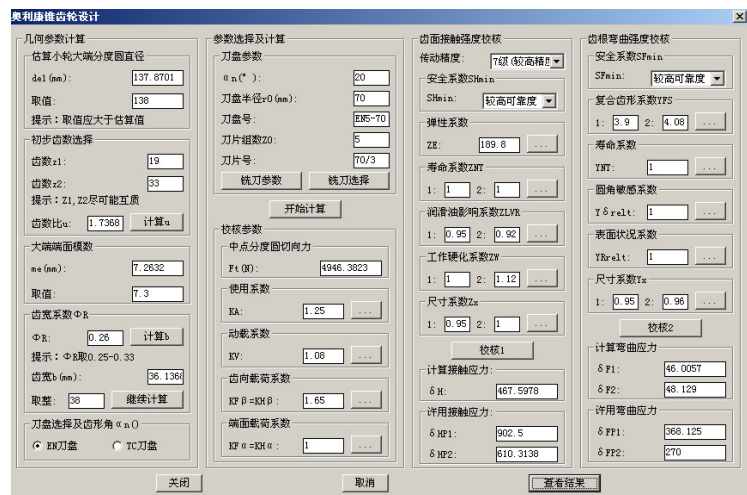 奥利康锥齿轮设计
几何参数计算
估算小轮大端分度圆直径
de1(mm): 137.8701
取值: 138
提示：取值应大于估算值
初步齿数选择
齿数z1: 19
齿数z2: 33
提示：Z1,Z2尽可能互质
齿数比u: 1.7368 计算u
大端端面模数
me(mm): 7.2632
取值: 7.3
齿宽系数ΦR
ΦR: 0.26 计算b
提示：ΦR取0.25-0.33
齿宽b(mm): 36.1368
取整: 38 继续计算
刀盘选择及齿形角αn()
EN刀盘 TC刀盘
参数选择及计算
刀盘参数
αn(°): 20
刀盘半径r0(mm): 70
刀盘号: EN5-70
刀片组数Z0: 5
刀片号: 70/3
铣刀参数 铣刀选择
开始计算
校核参数
中点分度圆切向力
Ft(N): 4946.3823
使用系数
KA: 1.25 ...
动载系数
KV: 1.08 ...
齿向载荷系数
KFβ=KHβ: 1.65 ...
端面载荷系数
KFα=KHα: 1 ...
齿面接触强度校核
传动精度: 7级(较高精度
安全系数SHmin
SHmin: 较高可靠度
弹性系数
ZE: 189.8 ...
寿命系数ZNT
1: 1 2: 1 ...
润滑油影响系数ZLVR
1: 0.95 2: 0.92 ...
工作硬化系数ZW
1: 1 2: 1.12 ...
尺寸系数Zx
1: 0.95 2: 1 ...
校核1
计算接触应力:
δH: 467.5978
许用接触应力:
δHP1: 902.5
δHP2: 610.3138
齿根弯曲强度校核
安全系数SFmin
SFmin: 较高可靠度
复合齿形系数YFS
1: 3.9 2: 4.08 ...
寿命系数
YNT: 1 ...
圆角敏感系数
Yδrelt: 1 ...
表面状况系数
YRrelt: 1 ...
尺寸系数Yx
1: 0.95 2: 0.96 ...
校核2
计算弯曲应力
δF1: 46.0057
δF2: 48.129
许用弯曲应力
δFP1: 368.125
δFP2: 270
关闭 取消 查看结果